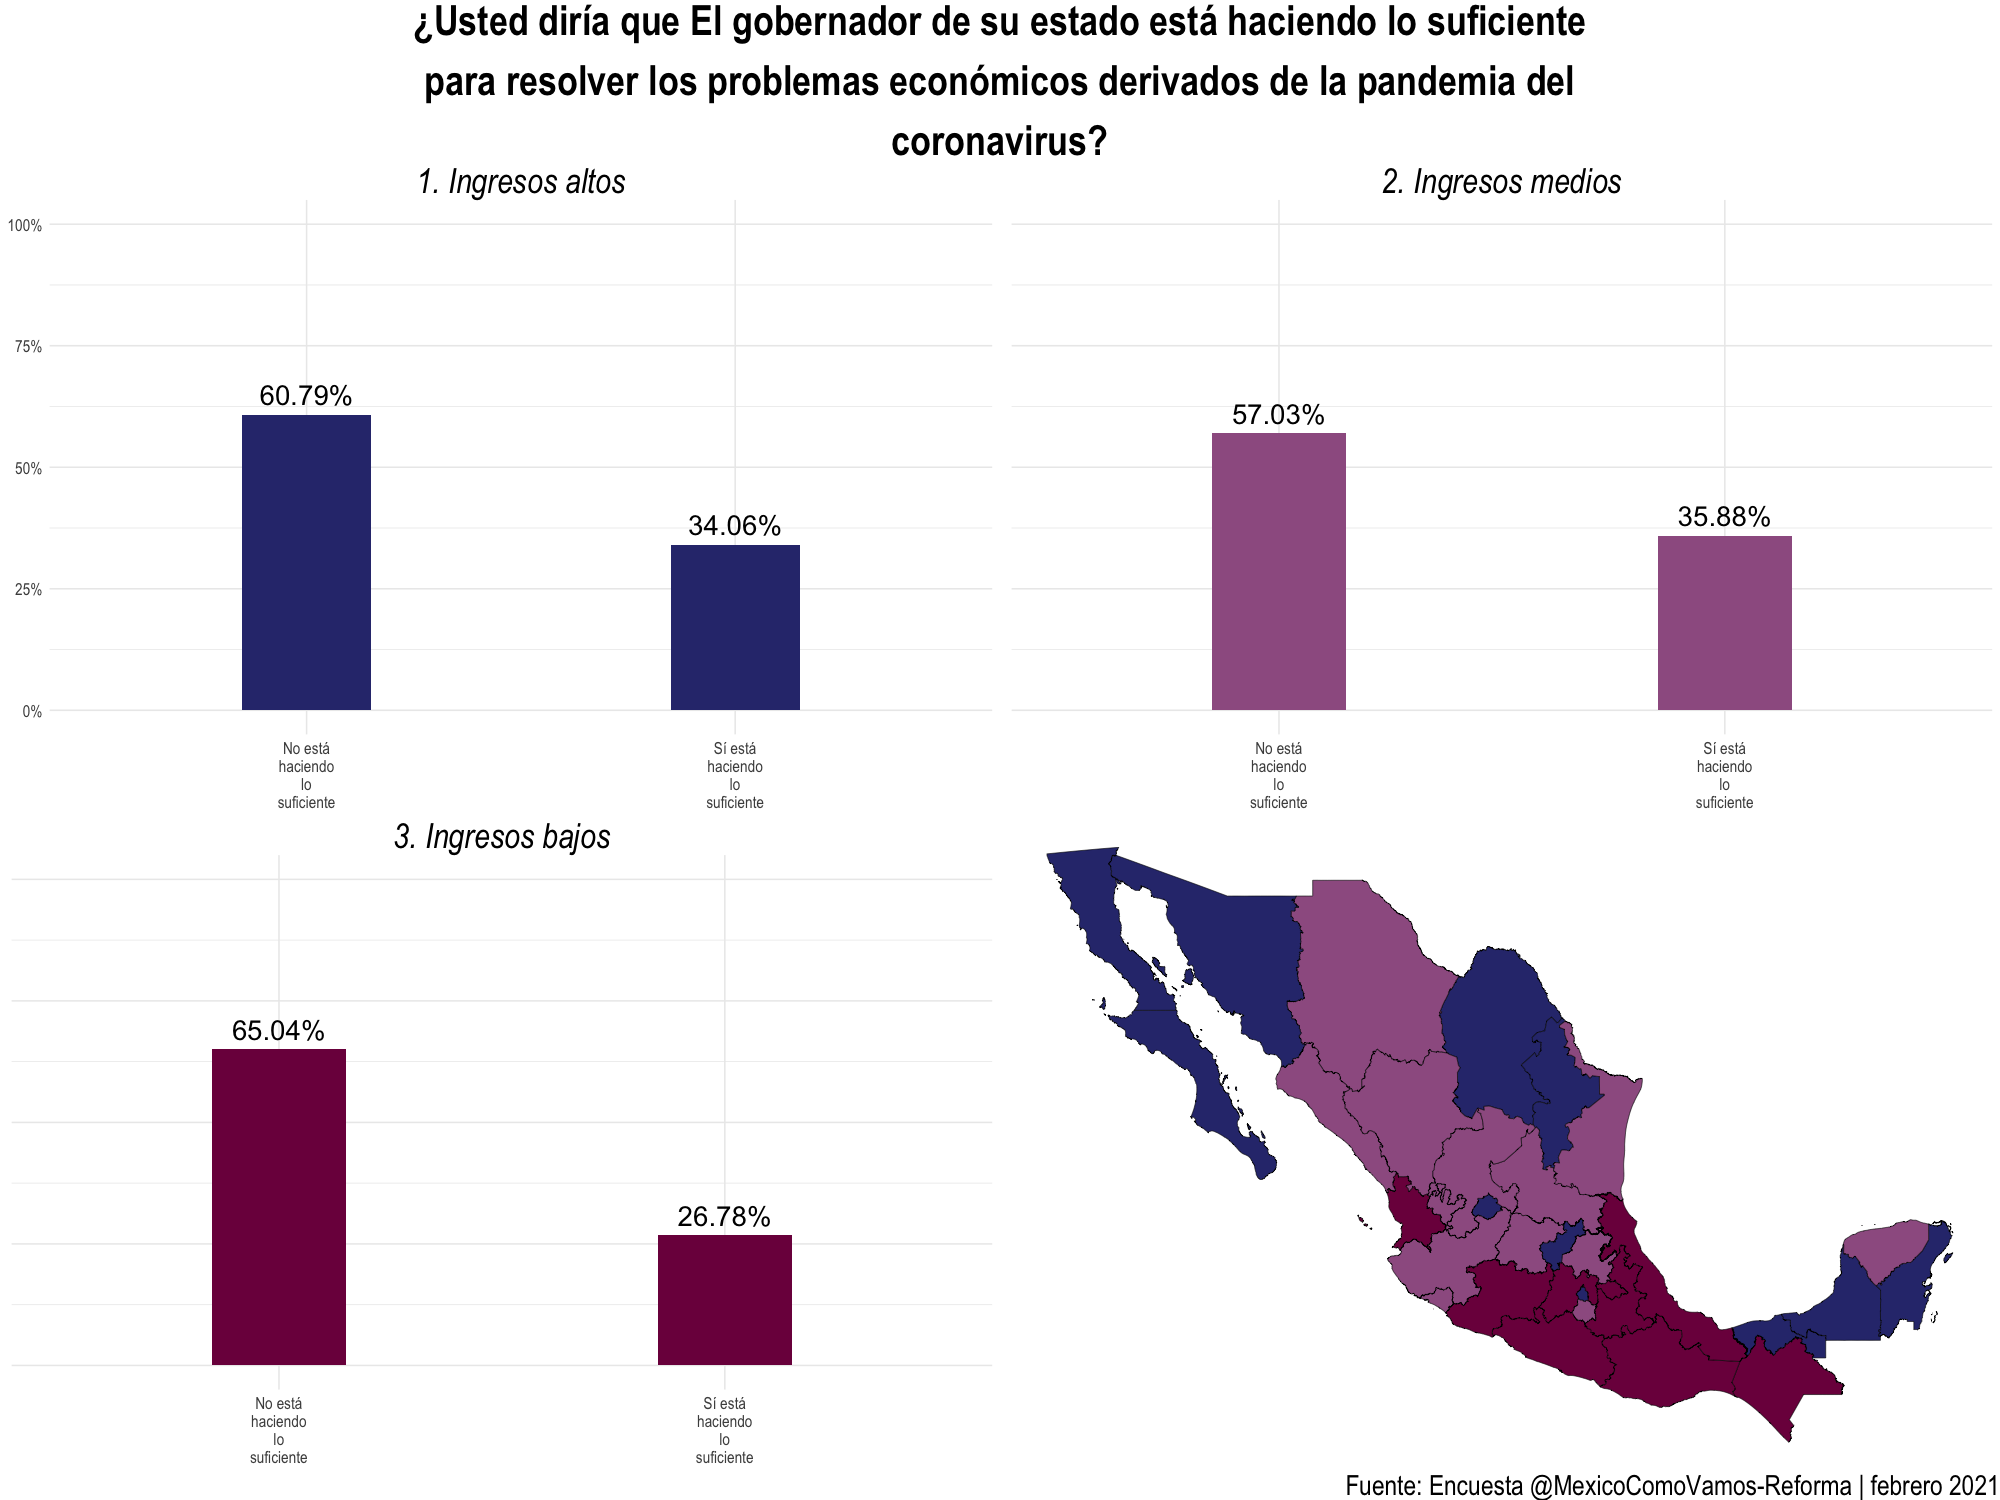 ¿Usted diría que El gobernador de su estado está haciendo lo suficiente
para resolver los problemas económicos derivados de la pandemia del
coronavirus?
1. Ingresos altos
100%
75%
50%
25%
0%
60.79%
34.06%
No está
haciendo
lo
suficiente
Sí está
haciendo
lo
suficiente
2. Ingresos medios
57.03%
35.88%
No está
haciendo
lo
suficiente
Sí está
haciendo
lo
suficiente
3. Ingresos bajos
65.04%
26.78%
No está
haciendo
lo
suficiente
Sí está
haciendo
lo
suficiente
Fuente: Encuesta @MexicoComoVamos-Reforma | febrero 2021